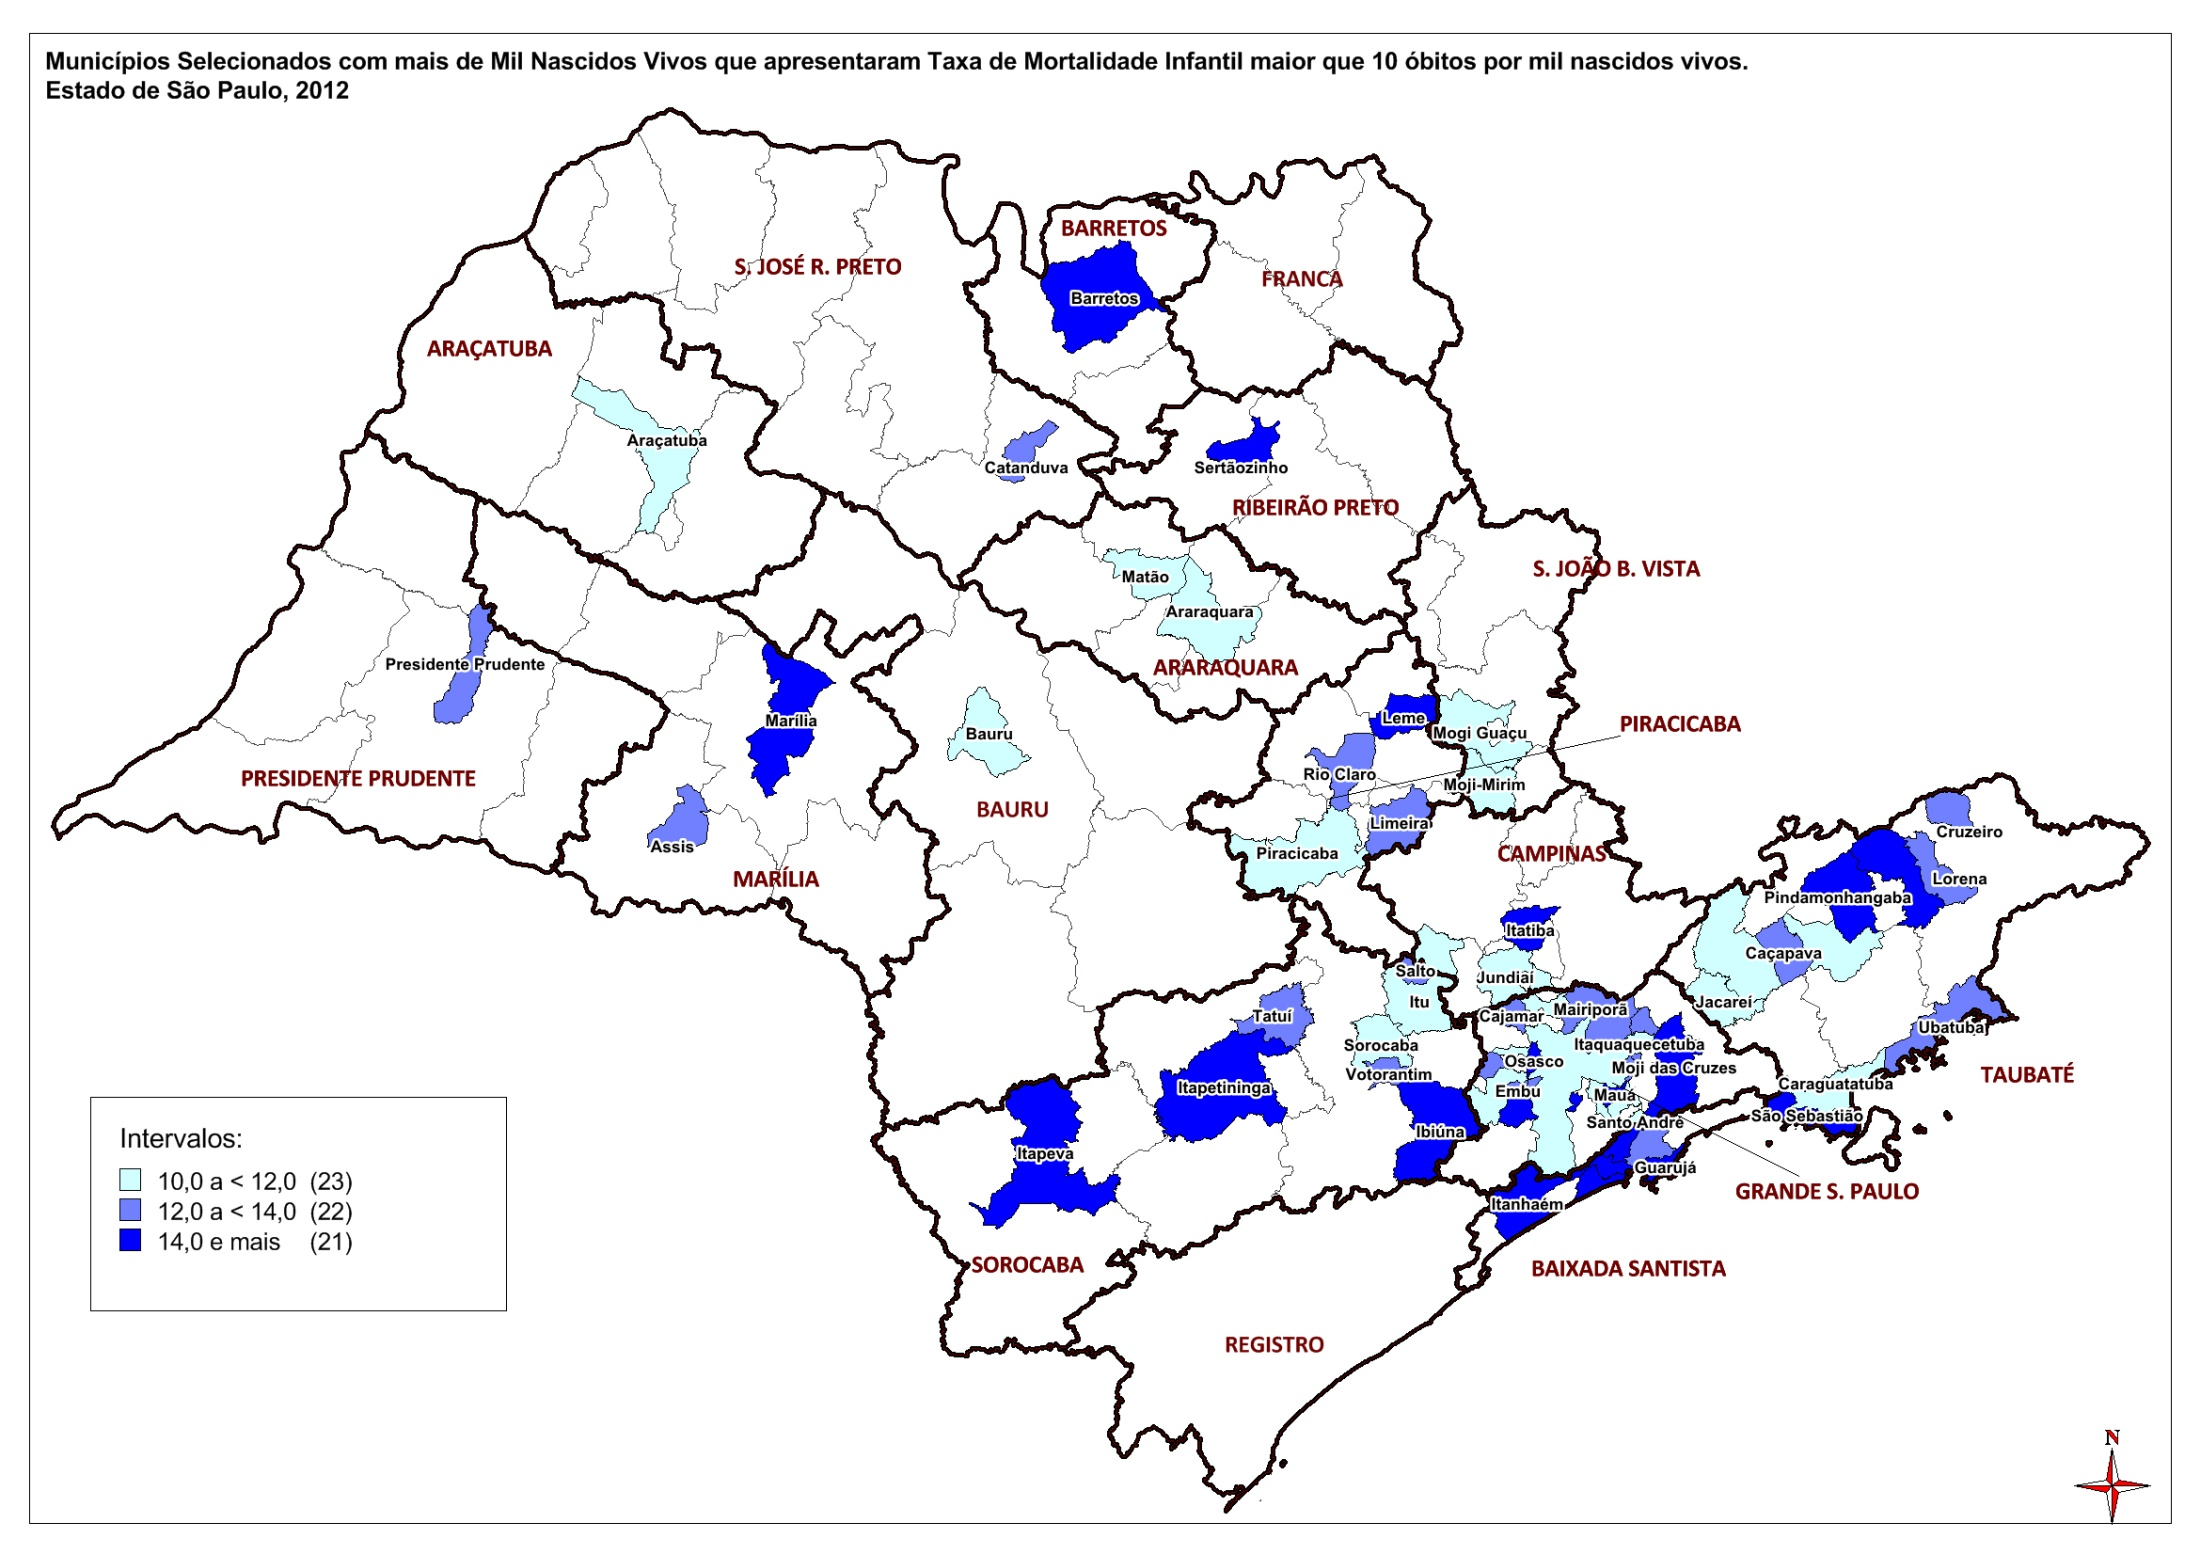 Municípios Selecionados com mais de Mil Nascidos Vivos que apresentaram Taxa de Mortalidade Infantil maior que 10 óbitos por mil nascidos vivos.
Estado de São Paulo, 2012
BARRETOS
S. JOSÉ R. PRETO
FRANCA
Barretos
ARAÇATUBA
Araçatuba
Catanduva
Sertãozinho
RIBEIRÃO PRETO
S. JOÃO B. VISTA
Matão
Araraquara
Presidente Prudente
ARARAQUARA
Marília
Leme
PIRACICABA
Bauru
Mogi Guaçu
Rio Claro
PRESIDENTE PRUDENTE
Moji-Mirim
BAURU
Limeira
Cruzeiro
Assis
Piracicaba
CAMPINAS
MARÍLIA
Lorena
Pindamonhangaba
Itatiba
Caçapava
Salto
Jundiaí
Itu
Jacareí
Tatuí
Cajamar
Mairiporã
Ubatuba
Sorocaba
Itaquaquecetuba
Osasco
Moji das Cruzes
Votorantim
TAUBATÉ
Itapetininga
Embu
Mauá
Caraguatatuba
São Sebastião
Santo André
Ibiúna
Itapeva
Guarujá
GRANDE S. PAULO
Itanhaém
SOROCABA
BAIXADA SANTISTA
REGISTRO
Intervalos:
10,0 a < 12,0 (23)
12,0 a < 14,0 (22)
14,0 e mais (21)
N